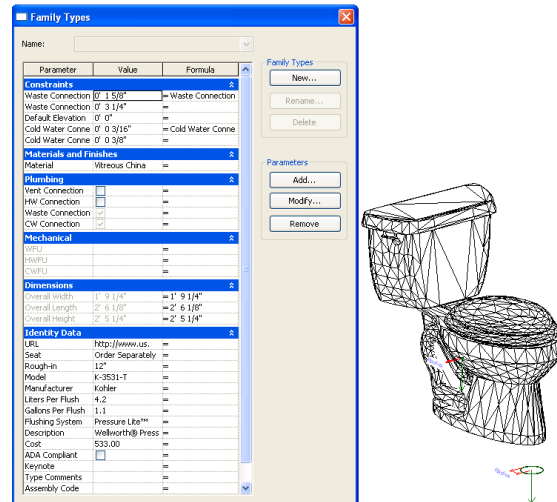 Family Types
Name:
Parameter Value Formula
Constraints
Waste Connection 0' 1 5/8" = Waste Connection
Waste Connection 0' 3 1/4" =
Default Elevation 0' 0" =
Cold Water Conne 0' 0 3/16" = Cold Water Conne
Cold Water Conne 0' 0 3/8" =
Materials and Finishes
Material Vitreous China =
Plumbing
Vent Connection =
HW Connection =
Waste Connection =
CW Connection =
Mechanical
WFU =
HWFU =
CWFU =
Dimensions
Overall Width 1' 9 1/4" = 1' 9 1/4"
Overall Length 2' 6 1/8" = 2' 6 1/8"
Overall Height 2' 5 1/4" = 2' 5 1/4"
Identity Data
URL http://www.us. =
Seat Order Separately =
Rough-in 12" =
Model K-3531-T =
Manufacturer Kohler =
Liters Per Flush 4.2 =
Gallons Per Flush 1.1 =
Flushing System Pressure Lite™ =
Description Wellworth® Press =
Cost 533.00 =
ADA Compliant =
Keynote =
Type Comments =
Assembly Code =
Family Types
New...
Rename...
Delete
Parameters
Add...
Modify...
Remove